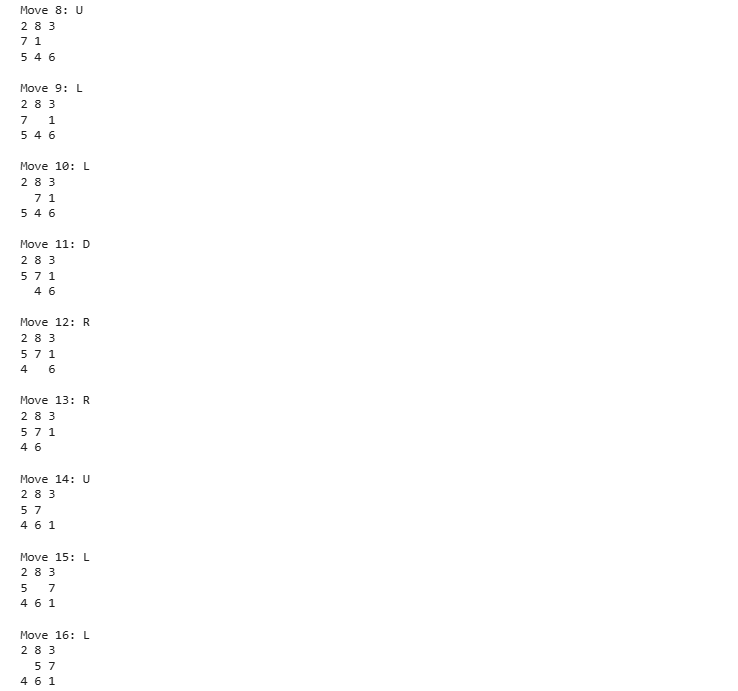 Move 8: U
2 8 3
7 1
5 4 6
Move 9: L
2 8 3
7   1
5 4 6
Move 10: L
2 8 3
  7 1
5 4 6
Move 11: D
2 8 3
5 7 1
  4 6
Move 12: R
2 8 3
5 7 1
4   6
Move 13: R
2 8 3
5 7 1
4 6
Move 14: U
2 8 3
5 7
4 6 1
Move 15: L
2 8 3
5   7
4 6 1
Move 16: L
2 8 3
  5 7
4 6 1